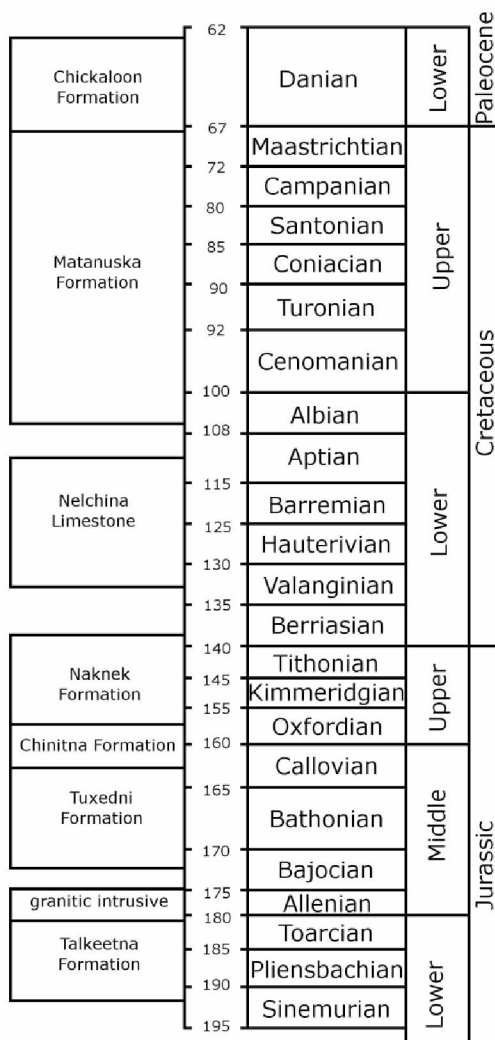 Chickaloon
Formation
Matanuska
Formation
Nelchina
Limestone
Naknek
Formation
Chinitna Formation
Tuxedni
Formation
granitic intrusive
Talkeetna
Formation
62
67
72
80
85
90
92
100
108
115
125
130
135
140
145
155
160
165
170
175
180
185
190
195
Danian
Maastrichtian
Campanian
Santonian
Coniacian
Turonian
Cenomanian
Albian
Aptian
Barremian
Hauterivian
Valanginian
Berriasian
Tithonian
Kimmeridgian
Oxfordian
Callovian
Bathonian
Bajocian
Allenian
Toarcian
Pliensbachian
Sinemurian
Lower
Upper
Lower
Upper
Middle
Lower
Paleocene
Cretaceous
Jurassic